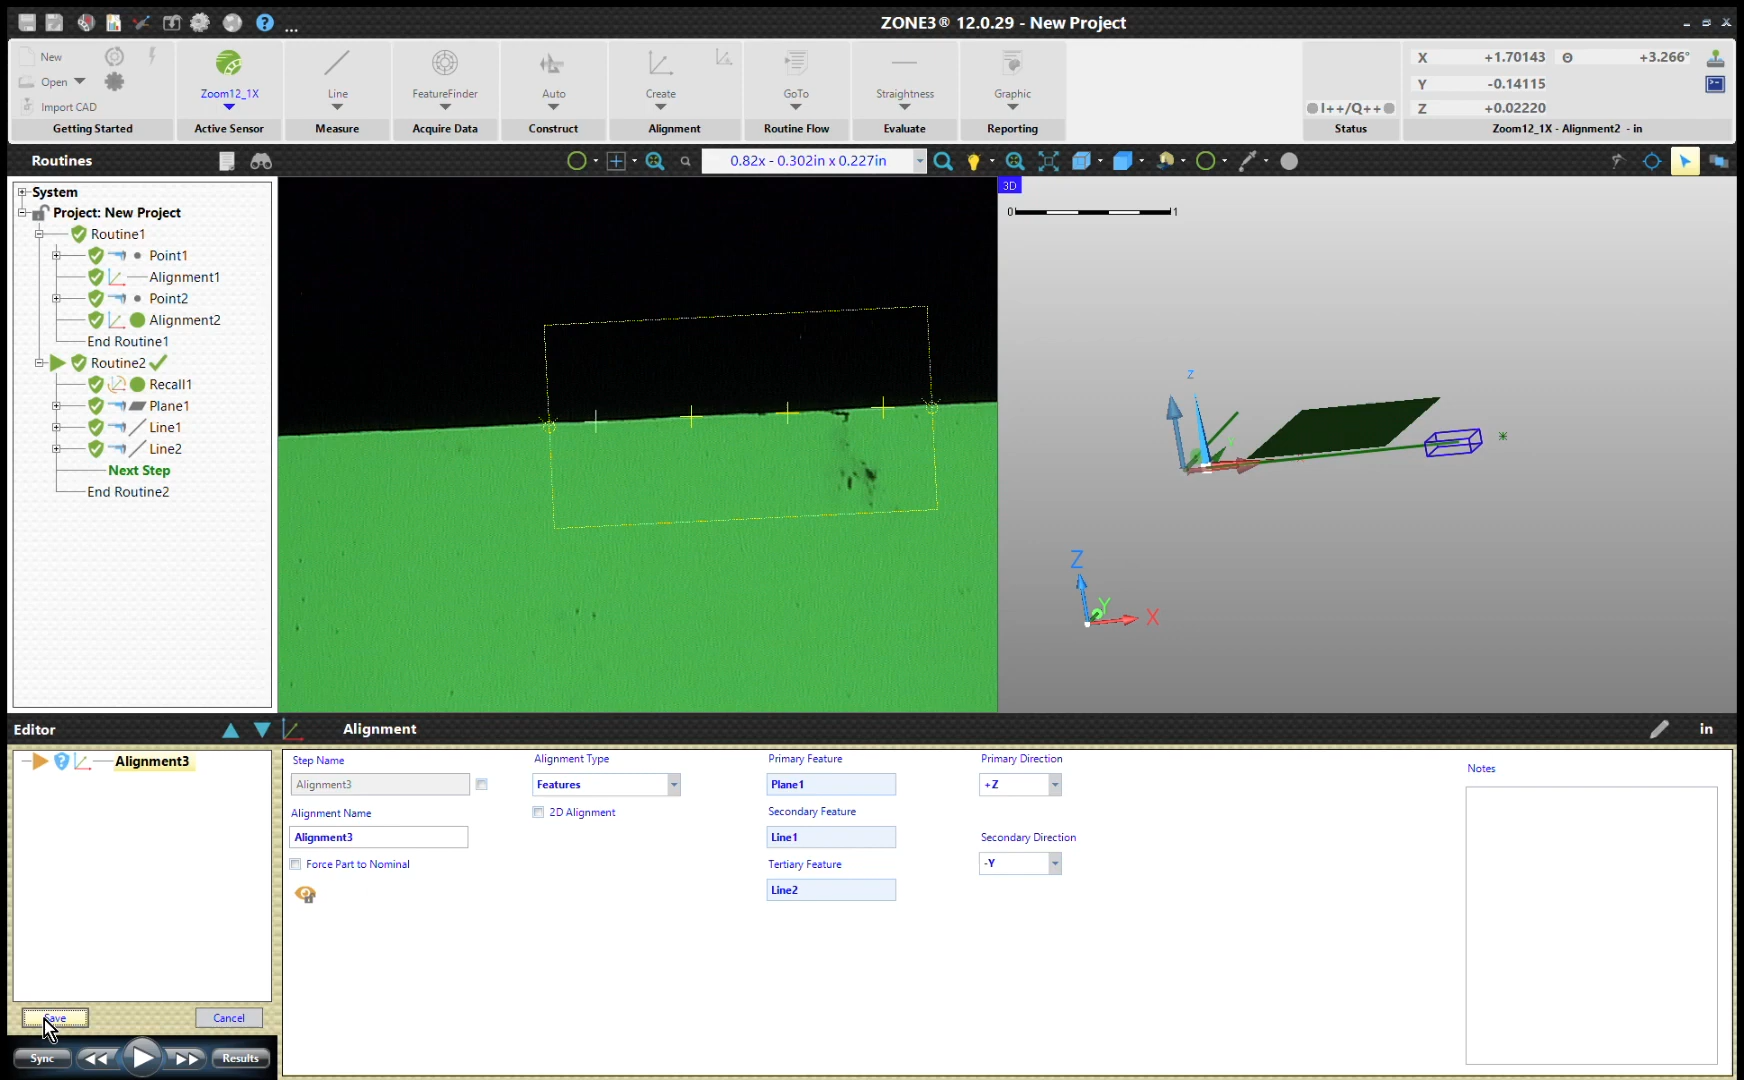 ZONE3® 12.0.29 - New Project
...
New
Open
Import CAD
Getting Started
Zoom12_1X
Active Sensor
Line
Measure
FeatureFinder
Acquire Data
Auto
Construct
Create
Alignment
GoTo
Routine Flow
Straightness
Evaluate
Graphic
Reporting
I++/Q++
Status
X +1.70143 Θ +3.266°
Y -0.14115
Z +0.02220
Zoom12_1X - Alignment2 - in
Routines
0.82x - 0.302in x 0.227in
System
Project: New Project
Routine1
Point1
Alignment1
Point2
Alignment2
End Routine1
Routine2
Recall1
Plane1
Line1
Line2
Next Step
End Routine2
3D
0 1
Z
Y
Z
Y
X
Editor
Alignment
in
Alignment3
Save
Cancel
Sync
Results
Step Name
Alignment3
Alignment Name
Alignment3
Force Part to Nominal
Alignment Type
Features
2D Alignment
Primary Feature
Plane1
Secondary Feature
Line1
Tertiary Feature
Line2
Primary Direction
+Z
Secondary Direction
-Y
Notes